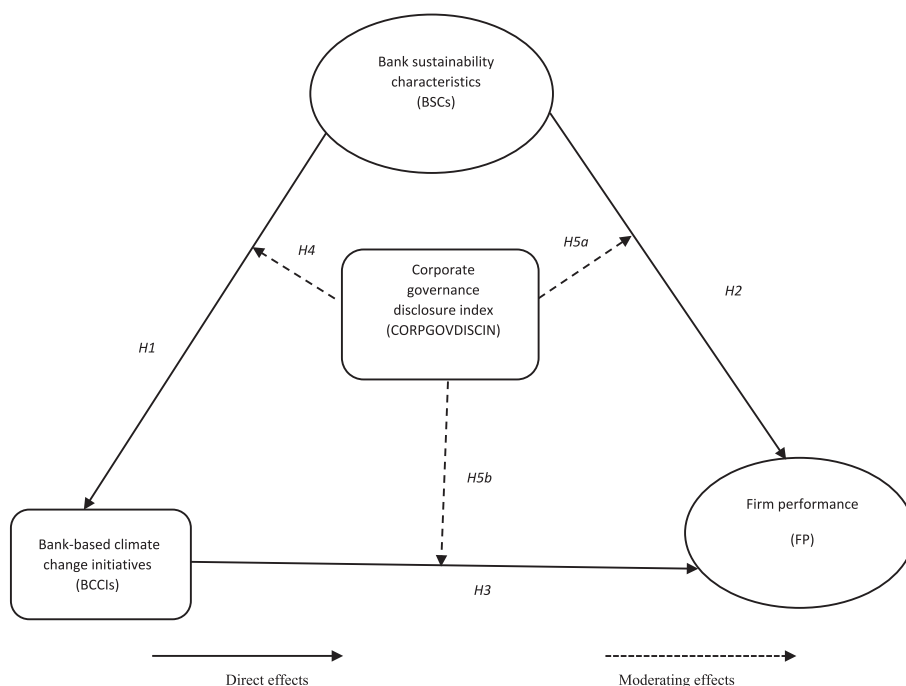 Bank sustainability
characteristics
(BSCs)
H4
H5a
Corporate
governance
disclosure index
(CORPGOVDISCIN)
H2
H1
H5b
Firm performance
(FP)
Bank-based climate
change initiatives
(BCCIs)
H3
Direct effects
Moderating effects